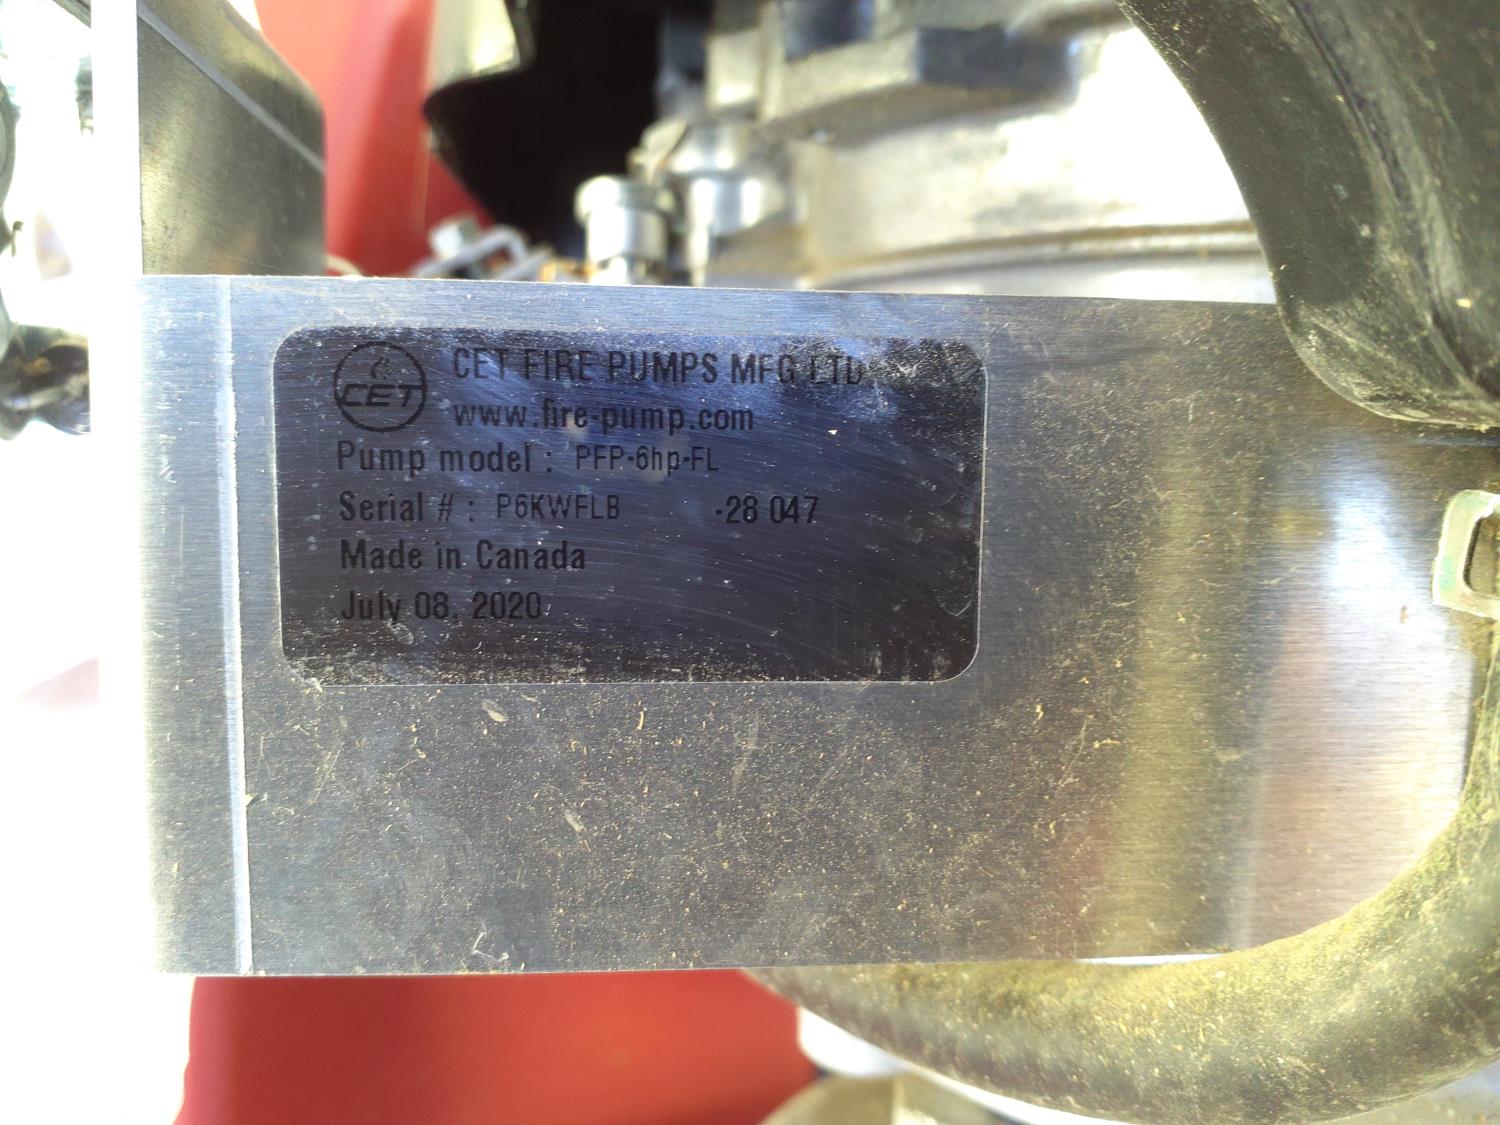 CET
CET FIRE PUMPS MFG LTD
www.fire-pump.com
Pump model : PFP-6hp-FL
Serial # : P6KWFLB -28 047
Made in Canada
July 08, 2020